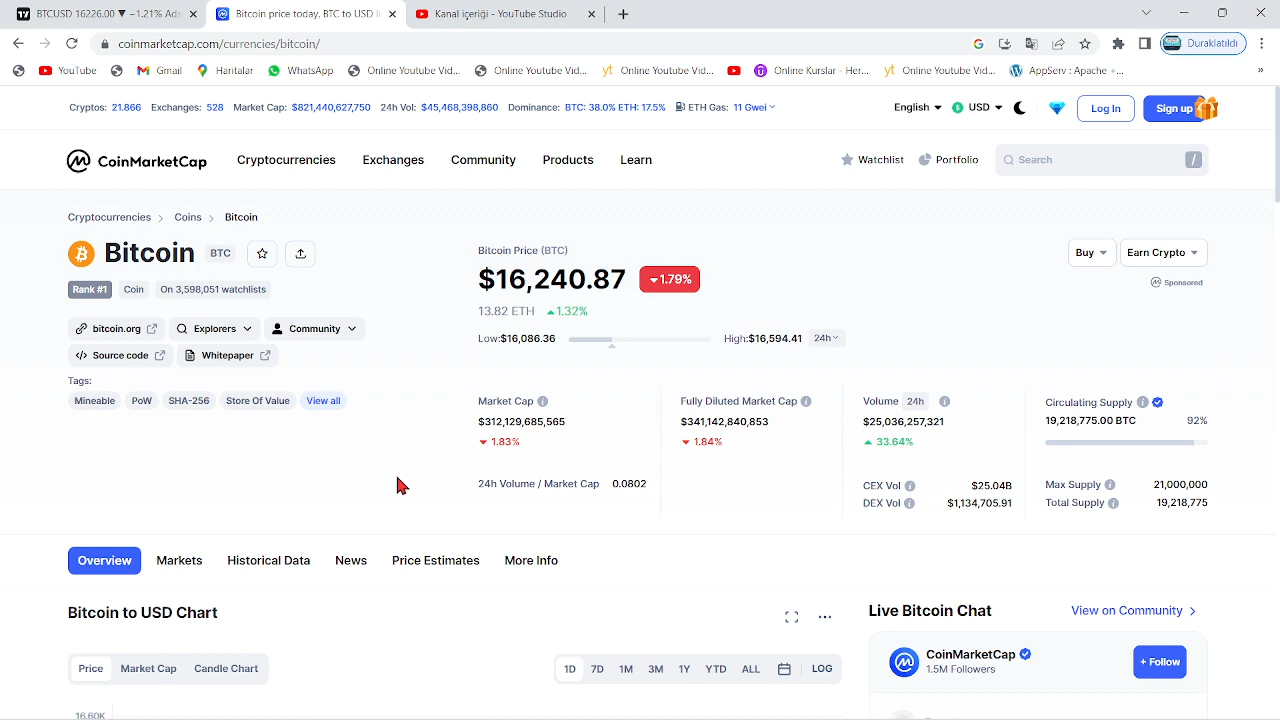 BTCUSD 16226.00 ▼ −1.21% Ads
Bitcoin price today, BTC to USD li
Kanal içeriği - YouTube Studio
coinmarketcap.com/currencies/bitcoin/
Duraklatıldı
YouTube
Gmail
Haritalar
WhatsApp
Online Youtube Vid...
Online Youtube Vid...
Online Youtube Vid...
Online Kurslar - Her...
Online Youtube Vid...
AppServ : Apache +...
»
Cryptos: 21.866 Exchanges: 528 Market Cap: $821,440,627,750 24h Vol: $45,468,398,860 Dominance: BTC: 38.0% ETH: 17.5% ETH Gas: 11 Gwei
English USD Log In Sign up
CoinMarketCap Cryptocurrencies Exchanges Community Products Learn
Watchlist Portfolio Search /
Cryptocurrencies > Coins > Bitcoin
Bitcoin BTC
Rank #1 Coin On 3,598,051 watchlists
bitcoin.org Explorers Community
Source code Whitepaper
Tags:
Mineable PoW SHA-256 Store Of Value View all
Bitcoin Price (BTC)
$16,240.87 1.79%
13.82 ETH 1.32%
Low:$16,086.36 High:$16,594.41 24h
Buy Earn Crypto
Sponsored
Market Cap
$312,129,685,565
1.83%
24h Volume / Market Cap 0.0802
Fully Diluted Market Cap
$341,142,840,853
1.84%
Volume 24h
$25,036,257,321
33.64%
CEX Vol $25.04B
DEX Vol $1,134,705.91
Circulating Supply
19,218,775.00 BTC 92%
Max Supply 21,000,000
Total Supply 19,218,775
Overview Markets Historical Data News Price Estimates More Info
Bitcoin to USD Chart
Price Market Cap Candle Chart
1D 7D 1M 3M 1Y YTD ALL LOG
16.60K
Live Bitcoin Chat View on Community >
CoinMarketCap
1.5M Followers
+ Follow